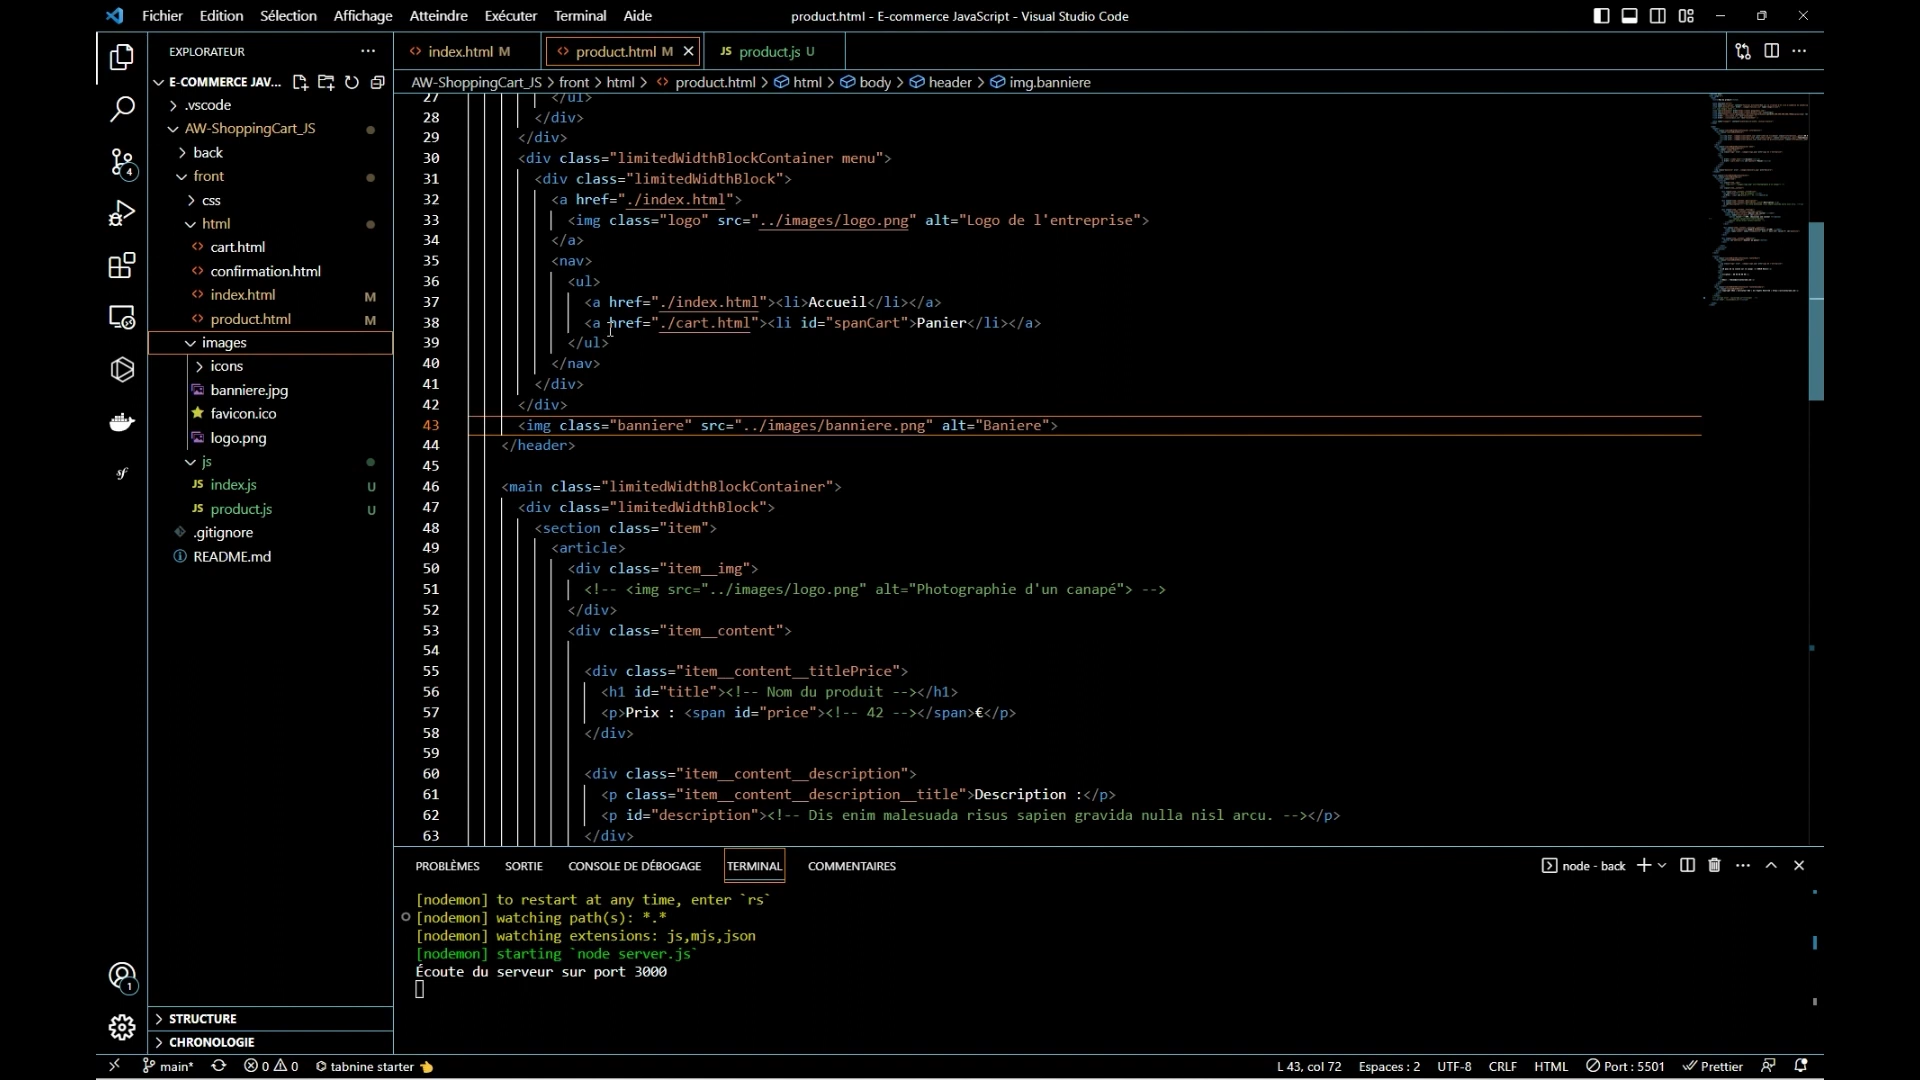 Fichier Edition Sélection Affichage Atteindre Exécuter Terminal Aide
product.html - E-commerce JavaScript - Visual Studio Code
EXPLORATEUR
E-COMMERCE JAV...
.vscode
AW-ShoppingCart_JS
back
front
css
html
cart.html
confirmation.html
index.html M
product.html M
images
icons
banniere.jpg
favicon.ico
logo.png
js
JS index.js U
JS product.js U
.gitignore
README.md
STRUCTURE
CHRONOLOGIE
4
1
sf
index.html M product.html M JS product.js U
AW-ShoppingCart_JS > front > html > product.html > html > body > header > img.banniere
27 </ul>
28 </div>
29 </div>
30 <div class="limitedWidthBlockContainer menu">
31 <div class="limitedWidthBlock">
32 <a href="./index.html">
33 <img class="logo" src="../images/logo.png" alt="Logo de l'entreprise">
34 </a>
35 <nav>
36 <ul>
37 <a href="./index.html"><li>Accueil</li></a>
38 <a href="./cart.html"><li id="spanCart">Panier</li></a>
39 </ul>
40 </nav>
41 </div>
42 </div>
43 <img class="banniere" src="../images/banniere.png" alt="Baniere">
44 </header>
45
46 <main class="limitedWidthBlockContainer">
47 <div class="limitedWidthBlock">
48 <section class="item">
49 <article>
50 <div class="item__img">
51 <!-- <img src="../images/logo.png" alt="Photographie d'un canapé"> -->
52 </div>
53 <div class="item__content">
54
55 <div class="item__content__titlePrice">
56 <h1 id="title"><!-- Nom du produit --></h1>
57 <p>Prix : <span id="price"><!-- 42 --></span>€</p>
58 </div>
59
60 <div class="item__content__description">
61 <p class="item__content__description__title">Description :</p>
62 <p id="description"><!-- Dis enim malesuada risus sapien gravida nulla nisl arcu. --></p>
63 </div>
PROBLÈMES SORTIE CONSOLE DE DÉBOGAGE TERMINAL COMMENTAIRES
node - back
[nodemon] to restart at any time, enter `rs`
[nodemon] watching path(s): *.*
[nodemon] watching extensions: js,mjs,json
[nodemon] starting `node server.js`
Écoute du serveur sur port 3000
main* 0 0 tabnine starter
L 43, col 72 Espaces : 2 UTF-8 CRLF HTML Port : 5501 Prettier